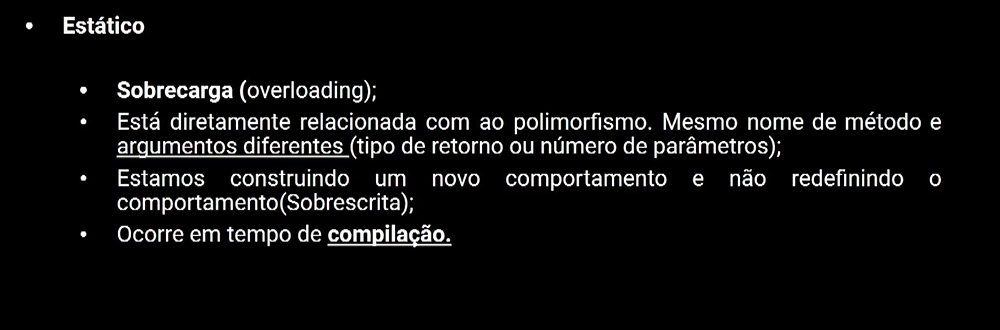 • Estático
• Sobrecarga (overloading);
• Está diretamente relacionada com ao polimorfismo. Mesmo nome de método e
argumentos diferentes (tipo de retorno ou número de parâmetros);
• Estamos construindo um novo comportamento e não redefinindo o
comportamento(Sobrescrita);
• Ocorre em tempo de compilação.